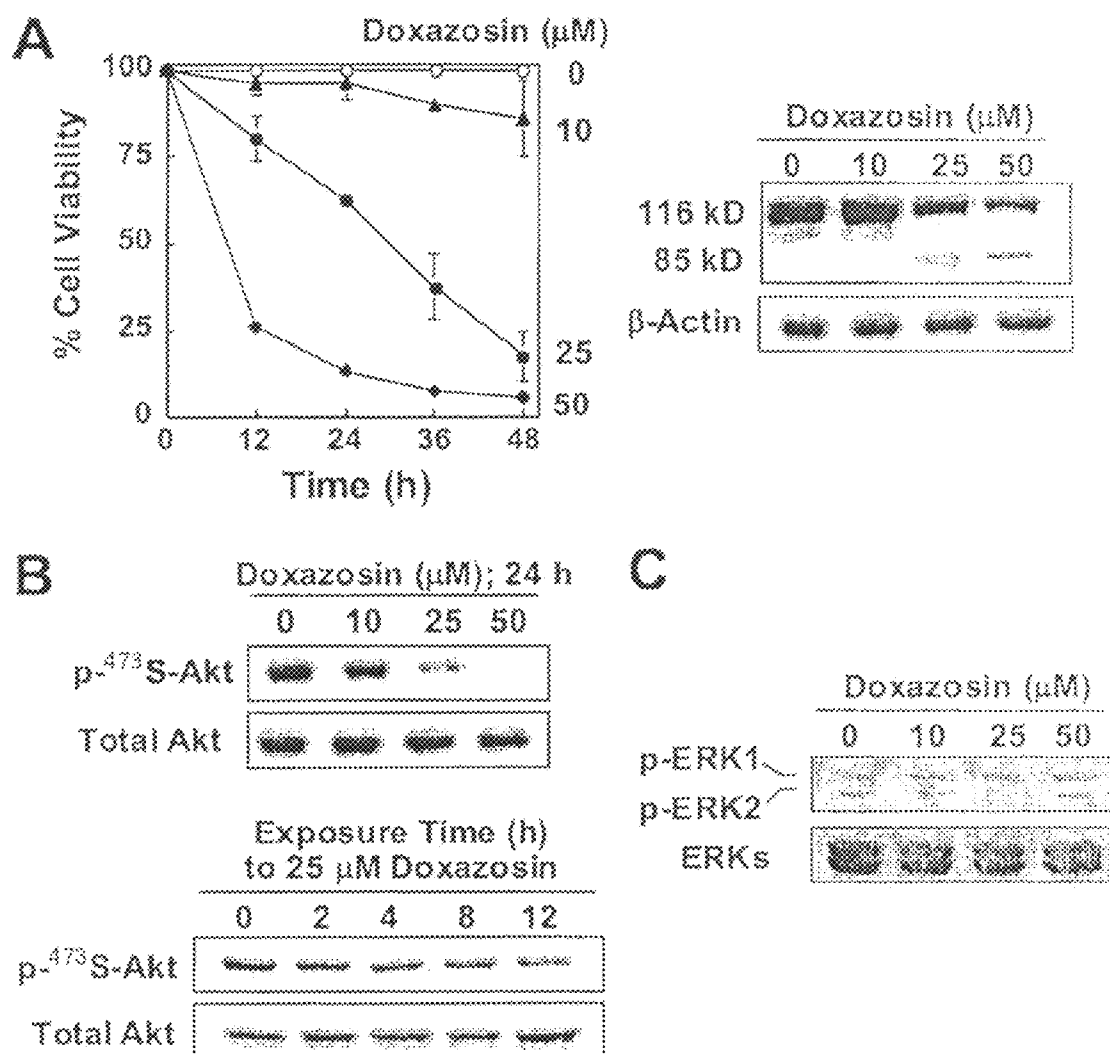 A
Doxazosin (µM)
% Cell Viability
100
75
50
25
0
0 12 24 36 48
Time (h)
0
10
25
50
Doxazosin (µM)
0 10 25 50
116 kD
85 kD
β-Actin
B
Doxazosin (µM); 24 h
0 10 25 50
p-⁴⁷³S-Akt
Total Akt
Exposure Time (h)
to 25 µM Doxazosin
0 2 4 8 12
p-⁴⁷³S-Akt
Total Akt
C
Doxazosin (µM)
0 10 25 50
p-ERK1
p-ERK2
ERKs